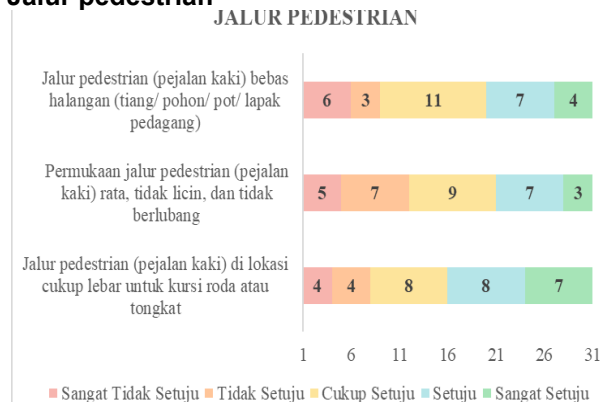 Jalur pedestrian
JALUR PEDESTRIAN
Jalur pedestrian (pejalan kaki) bebas
halangan (tiang/ pohon/ pot/ lapak
pedagang)
6 3 11 7 4
Permukaan jalur pedestrian (pejalan
kaki) rata, tidak licin, dan tidak
berlubang
5 7 9 7 3
Jalur pedestrian (pejalan kaki) di lokasi
cukup lebar untuk kursi roda atau
tongkat
4 4 8 8 7
1 6 11 16 21 26 31
Sangat Tidak Setuju Tidak Setuju Cukup Setuju Setuju Sangat Setuju